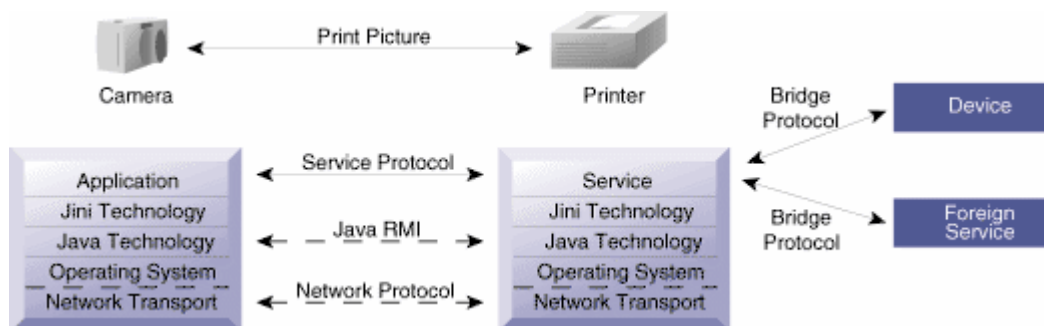 Print Picture
Camera
Printer
Bridge
Protocol
Device
Service Protocol
Application
Service
Jini Technology
Jini Technology
Bridge
Protocol
Foreign
Service
Java RMI
Java Technology
Java Technology
Operating System
Operating System
Network Protocol
Network Transport
Network Transport